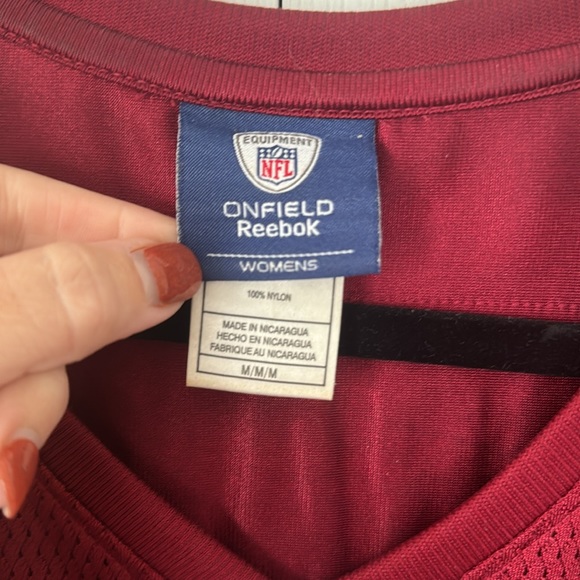 EQUIPMENT
NFL
ONFIELD
Reebok
WOMENS
100% NYLON
MADE IN NICARAGUA
HECHO EN NICARAGUA
FABRIQUE AU NICARAGUA
M/M/M